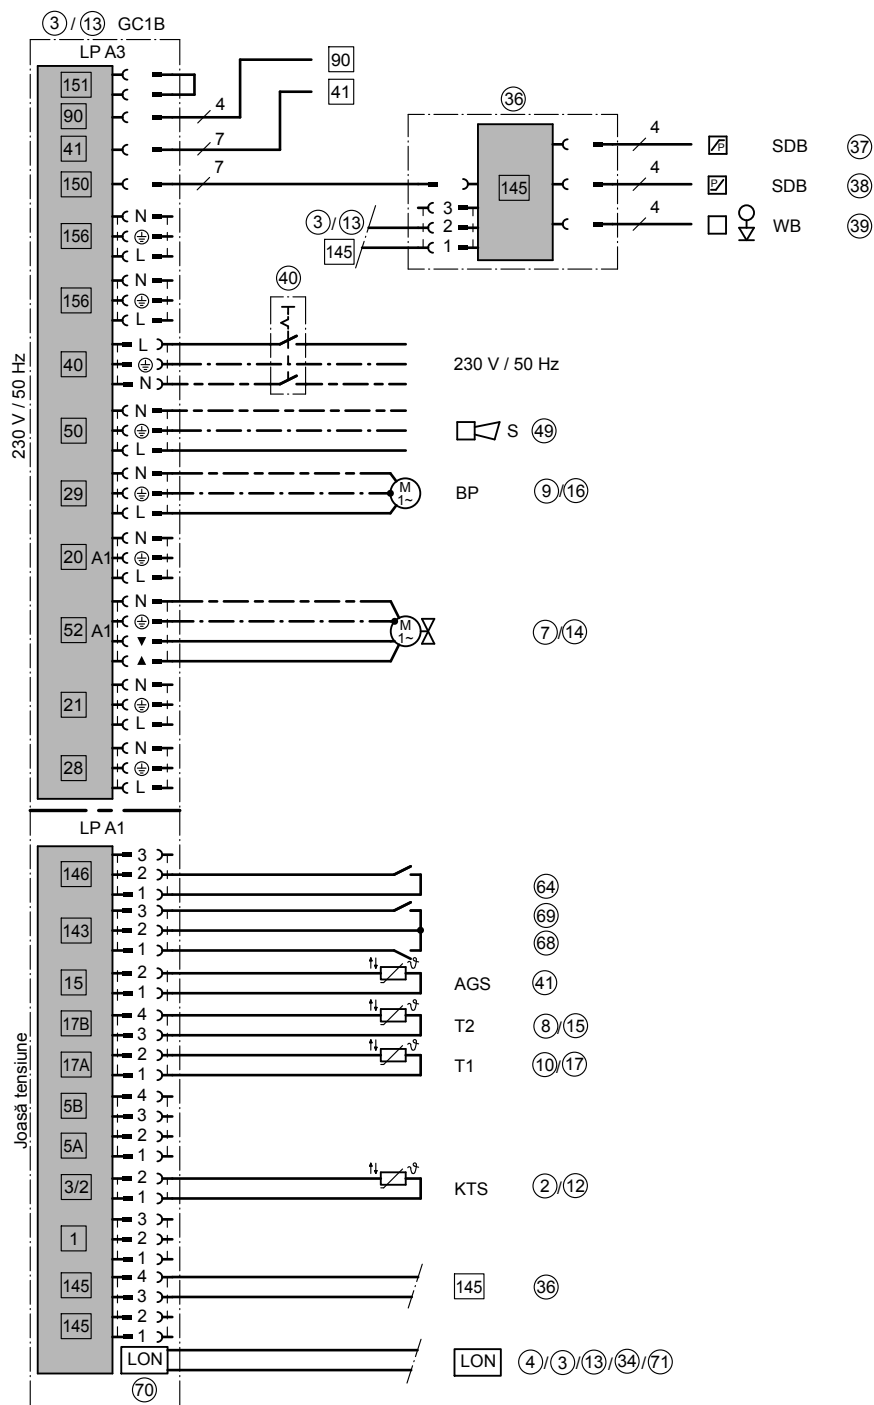 3 / 13 GC1B
LP A3
151
90
90
4
41
41
7
150
7
36
145
4
SDB
37
4
SDB
38
4
WB
39
3
2
1
3 / 13
145
230 V / 50 Hz
156
N
L
156
N
L
40
40
L
N
230 V / 50 Hz
50
N
L
S
49
29
N
L
M
1~
BP
9/16
20 A1
N
L
52 A1
N
▼
▲
M
1~
7/14
21
N
L
28
N
L
LP A1
Joasă tensiune
146
3
2
1
64
143
3
2
1
69
68
15
2
1
ϑ
AGS
41
17B
4
3
ϑ
T2
8/15
17A
2
1
ϑ
T1
10/17
5B
4
3
5A
2
1
3/2
2
1
ϑ
KTS
2/12
1
3
2
1
145
4
3
145
36
145
2
1
LON
LON
4/3/13/34/71
70